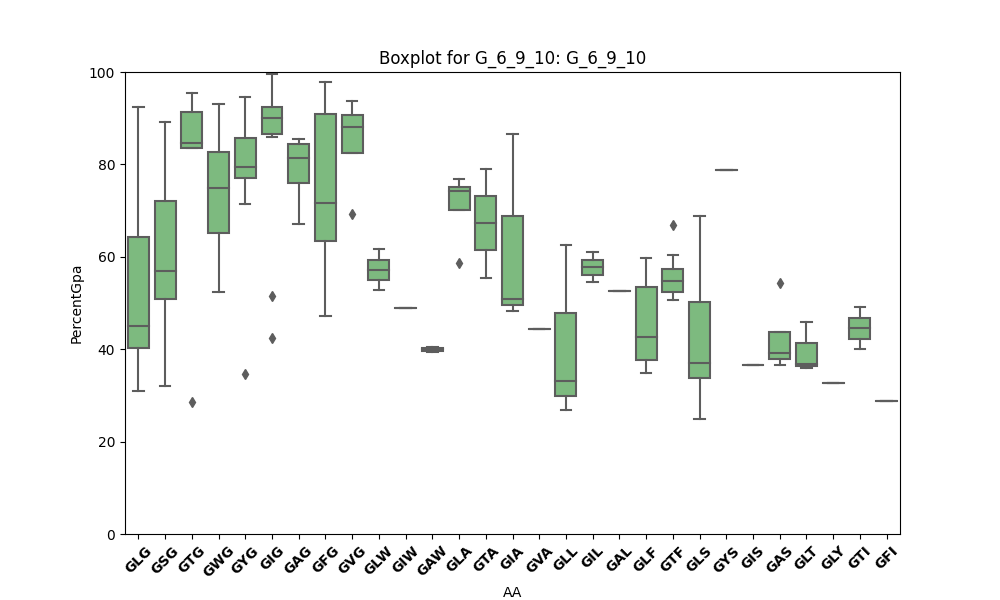 Boxplot for G_6_9_10: G_6_9_10
100
80
60
40
20
0
PercentGpa
GLG GSG GTG GWG GYG GIG GAG GFG GVG GLW GIW GAW GLA GTA GIA GVA GLL GIL GAL GLF GTF GLS GYS GIS GAS GLT GLY GTI GFI
AA